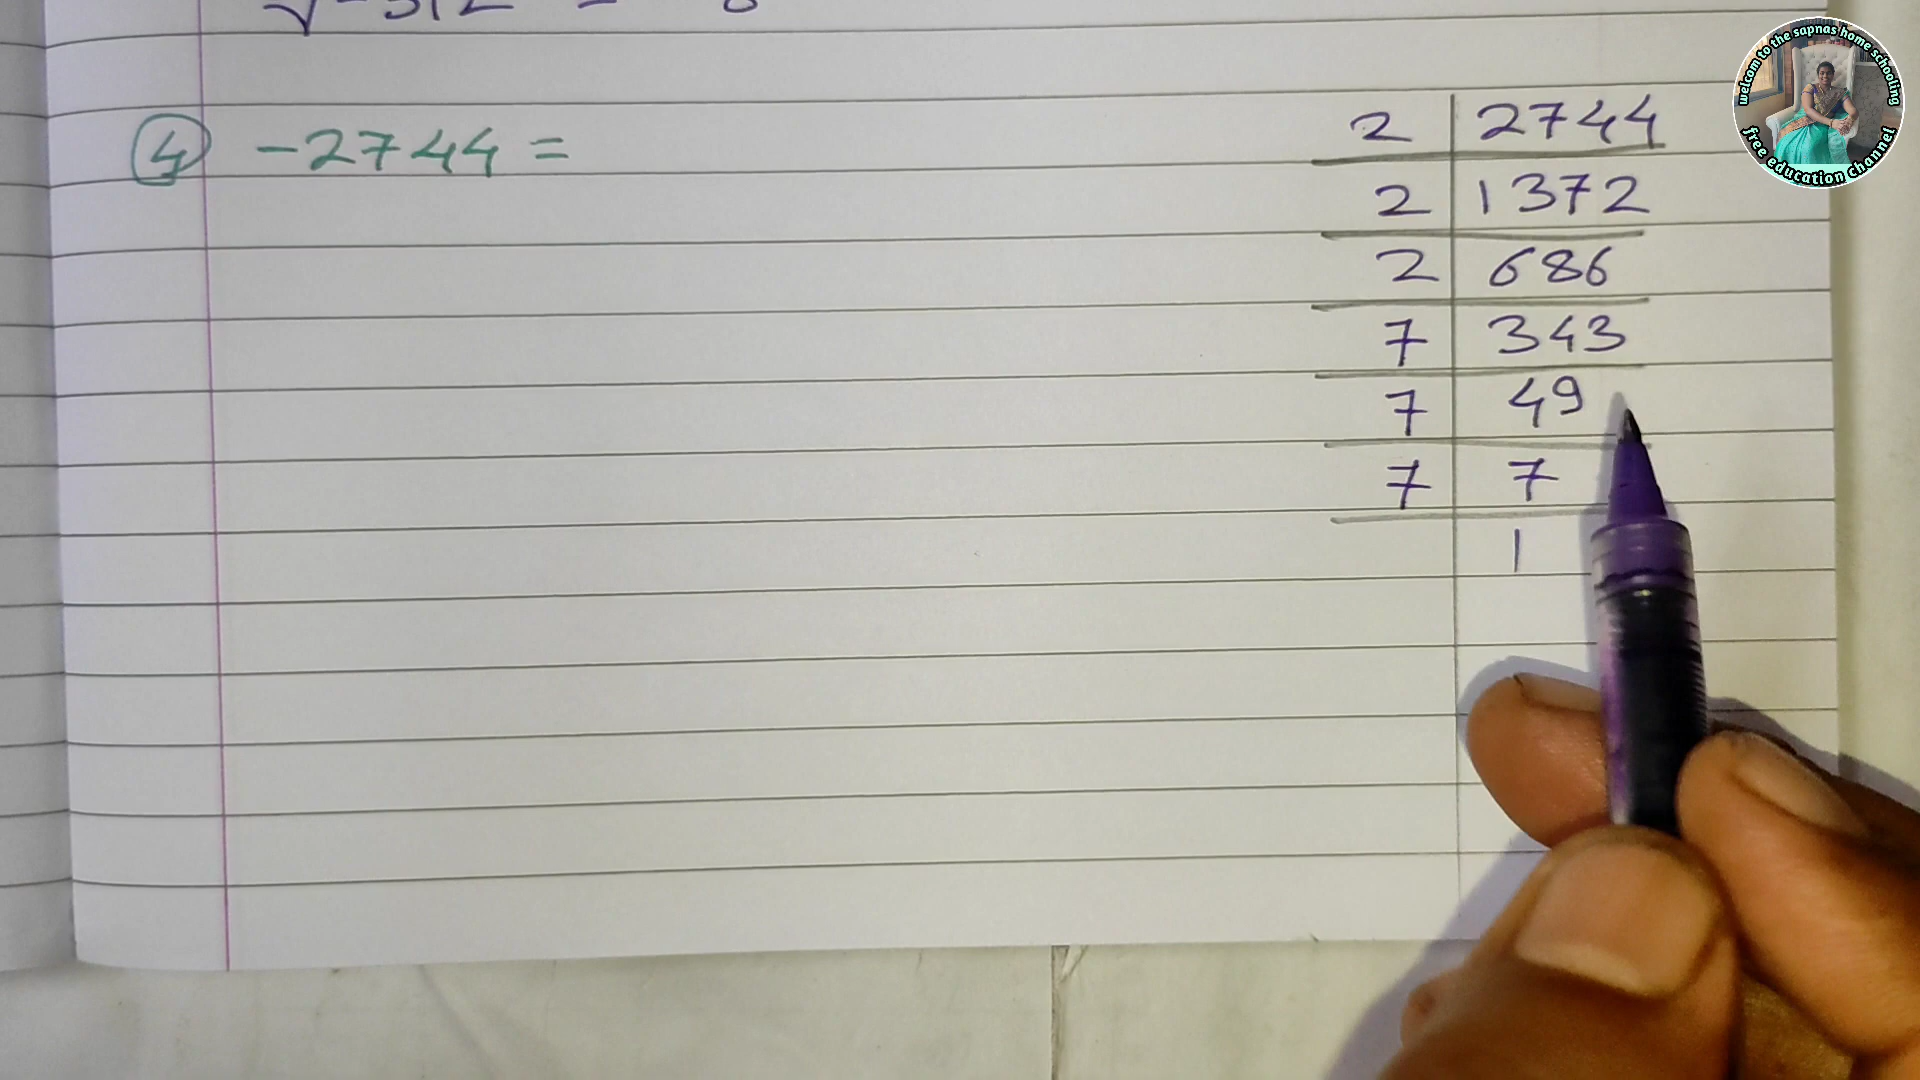 ④ -2744 =
2 | 2744
2 | 1372
2 | 686
7 | 343
7 | 49
7 | 7
1
welcom to the sapnas home schooling
free education channel